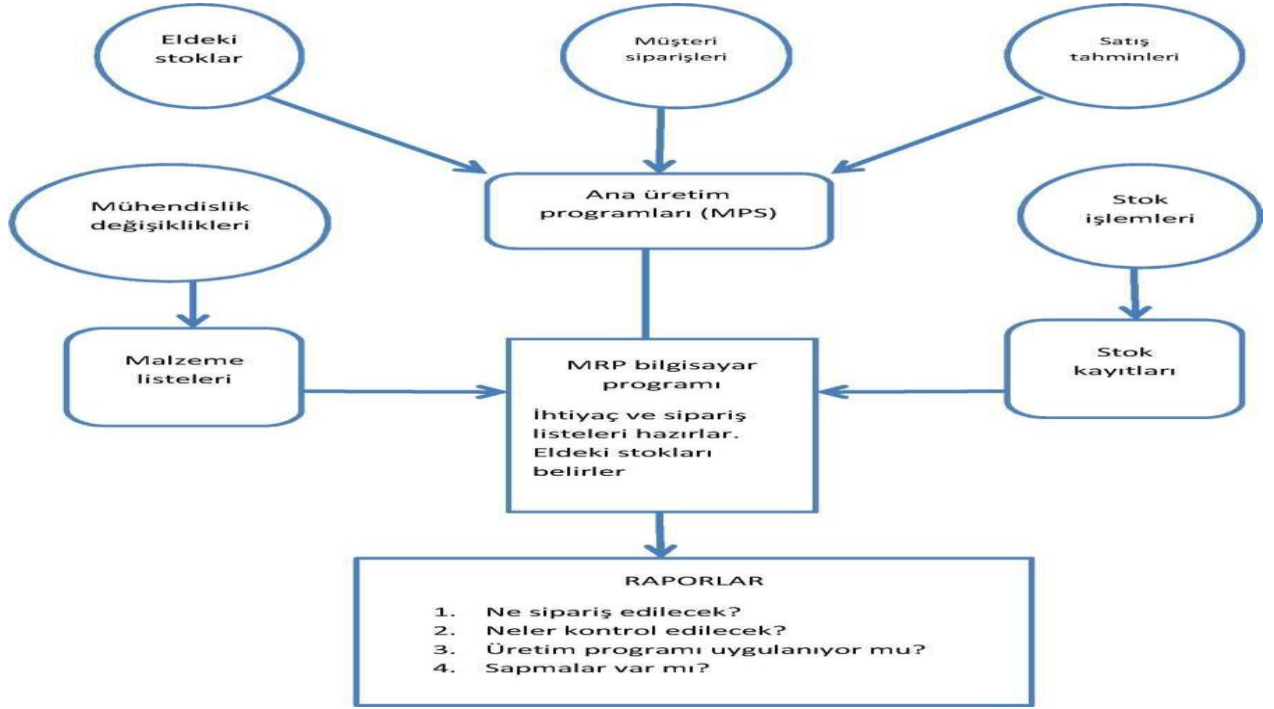 Eldeki
stoklar
Müşteri
siparişleri
Satış
tahminleri
Ana üretim
programları (MPS)
Mühendislik
değişiklikleri
Stok
işlemleri
Malzeme
listeleri
MRP bilgisayar
programı
İhtiyaç ve sipariş
listeleri hazırlar.
Eldeki stokları
belirler
Stok
kayıtları
RAPORLAR
1. Ne sipariş edilecek?
2. Neler kontrol edilecek?
3. Üretim programı uygulanıyor mu?
4. Sapmalar var mı?